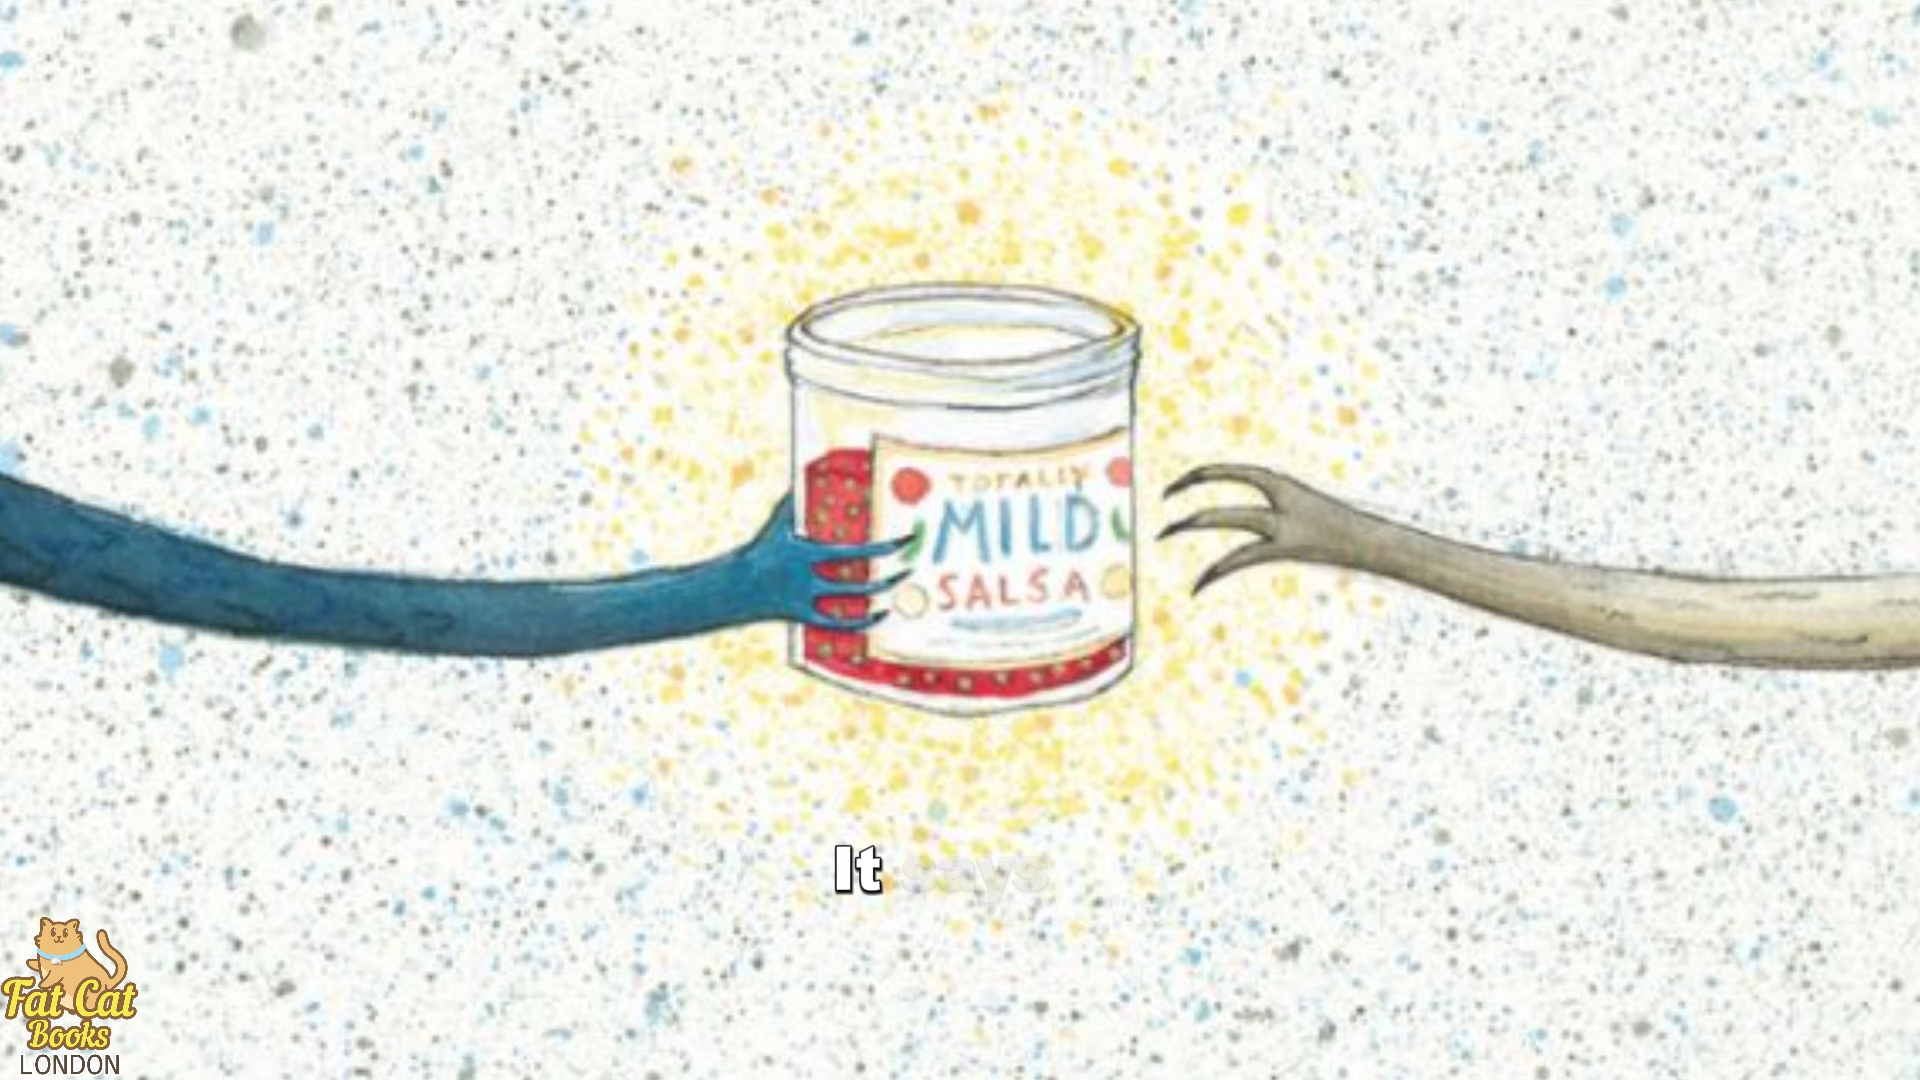 TOTALLY
MILD
SALSA
It says
Fat Cat
Books
LONDON